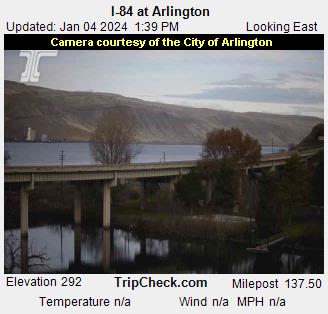 I-84 at Arlington
Updated: Jan 04 2024 1:39 PM Looking East
Camera courtesy of the City of Arlington
Elevation 292 TripCheck.com Milepost 137.50
Temperature n/a Wind n/a MPH n/a